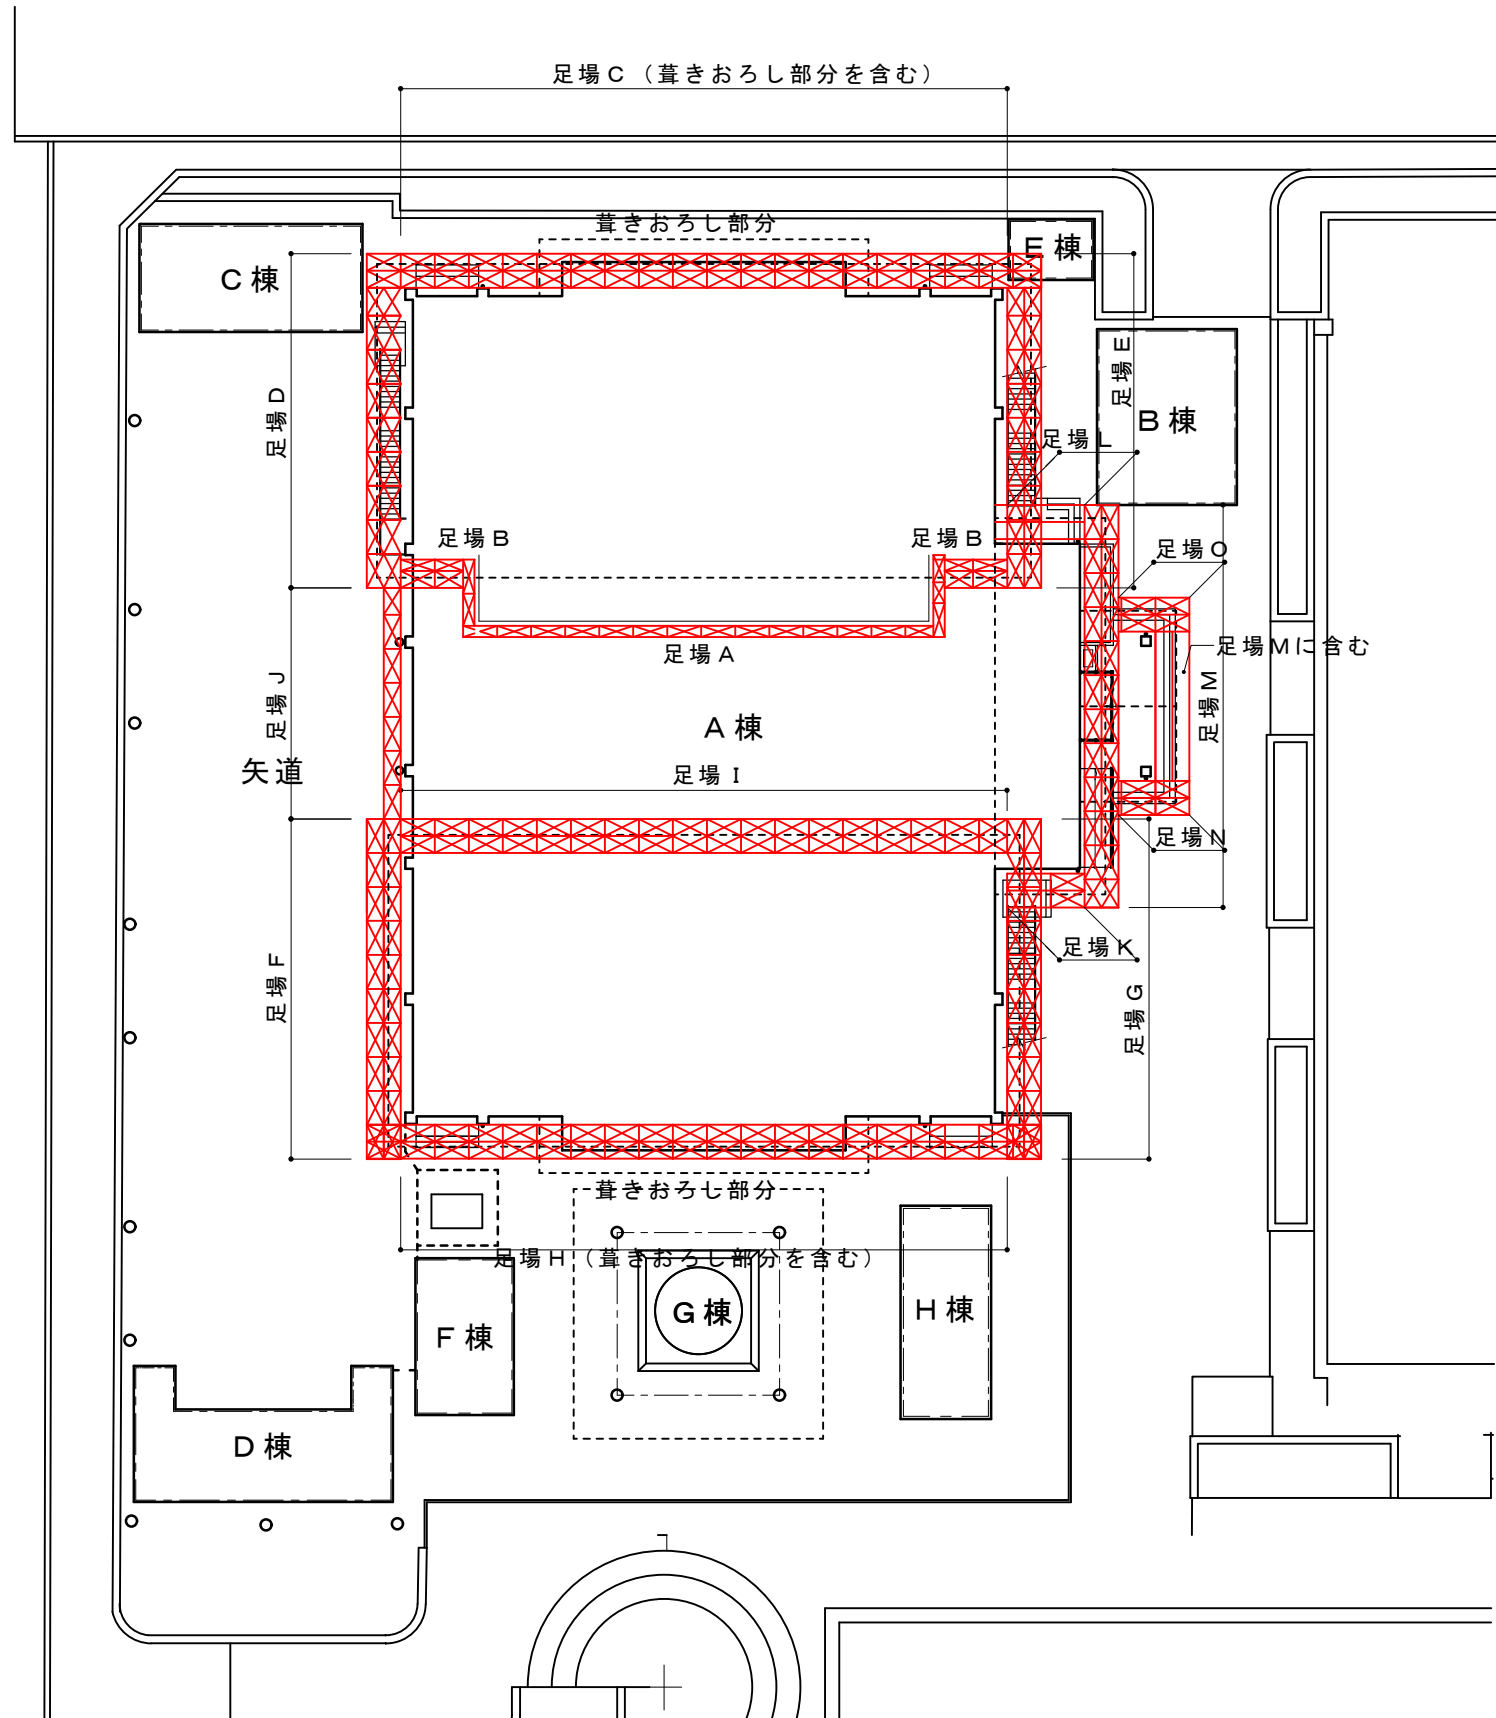 足場C（葺きおろし部分を含む）
葺きおろし部分
E棟
C棟
足場E
足場D
B棟
足場L
足場B
足場B
足場O
足場A
足場Mに含む
足場M
足場J
A棟
矢道
足場I
足場N
足場K
足場F
足場G
葺きおろし部分
足場H（葺きおろし部分を含む）
G棟
H棟
F棟
D棟